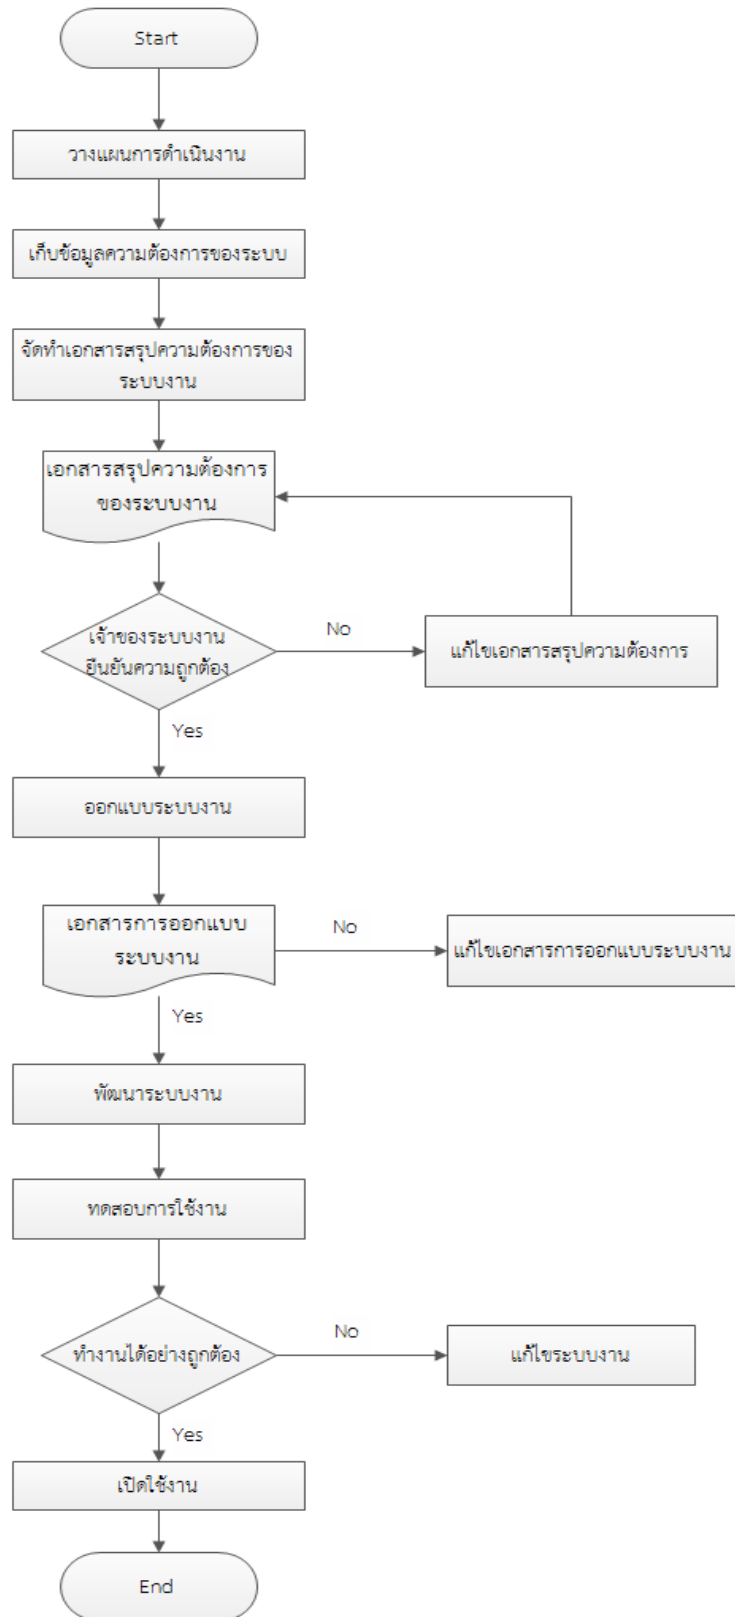 Start
วางแผนการดำเนินงาน
เก็บข้อมูลความต้องการของระบบ
จัดทำเอกสารสรุปความต้องการของ
ระบบงาน
เอกสารสรุปความต้องการ
ของระบบงาน
เจ้าของระบบงาน
ยืนยันความถูกต้อง
No
แก้ไขเอกสารสรุปความต้องการ
Yes
ออกแบบระบบงาน
เอกสารการออกแบบ
ระบบงาน
No
แก้ไขเอกสารการออกแบบระบบงาน
Yes
พัฒนาระบบงาน
ทดสอบการใช้งาน
ทำงานได้อย่างถูกต้อง
No
แก้ไขระบบงาน
Yes
เปิดใช้งาน
End